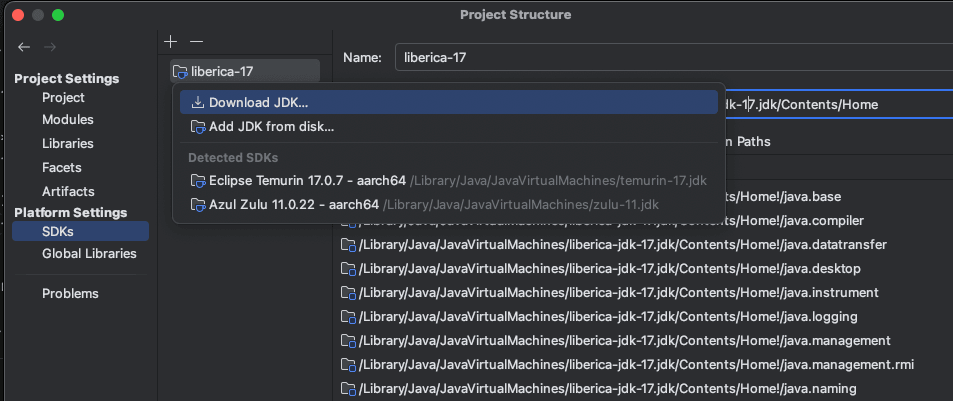 Project Structure
Project Settings
Project
Modules
Libraries
Facets
Artifacts
Platform Settings
SDKs
Global Libraries
Problems
liberica-17
Name: liberica-17
dk-17.jdk/Contents/Home
Download JDK...
Add JDK from disk...
Detected SDKs
Eclipse Temurin 17.0.7 - aarch64 /Library/Java/JavaVirtualMachines/temurin-17.jdk
Azul Zulu 11.0.22 - aarch64 /Library/Java/JavaVirtualMachines/zulu-11.jdk
n Paths
/Contents/Home!/java.base
/Contents/Home!/java.compiler
/Library/Java/JavaVirtualMachines/liberica-jdk-17.jdk/Contents/Home!/java.datatransfer
/Library/Java/JavaVirtualMachines/liberica-jdk-17.jdk/Contents/Home!/java.desktop
/Library/Java/JavaVirtualMachines/liberica-jdk-17.jdk/Contents/Home!/java.instrument
/Library/Java/JavaVirtualMachines/liberica-jdk-17.jdk/Contents/Home!/java.logging
/Library/Java/JavaVirtualMachines/liberica-jdk-17.jdk/Contents/Home!/java.management
/Library/Java/JavaVirtualMachines/liberica-jdk-17.jdk/Contents/Home!/java.management.rmi
/Library/Java/JavaVirtualMachines/liberica-jdk-17.jdk/Contents/Home!/java.naming